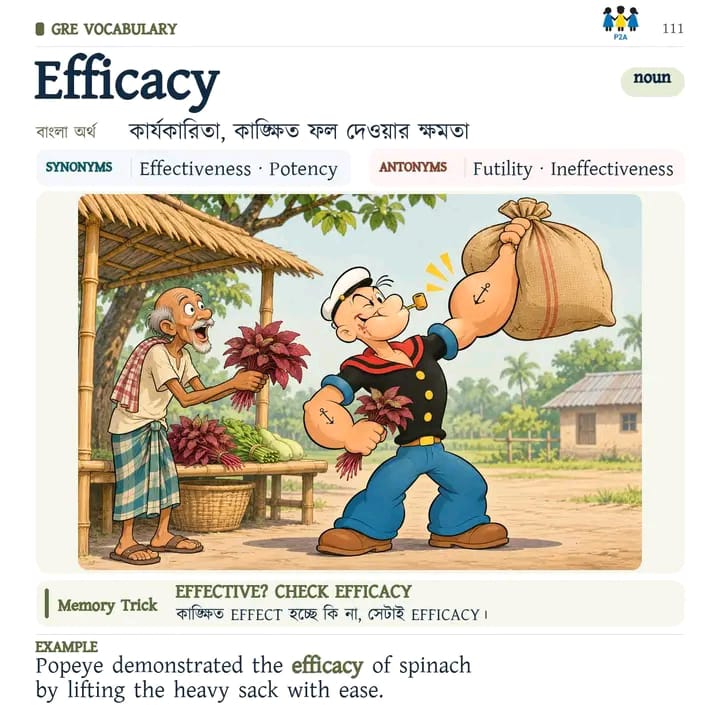 GRE VOCABULARY
P2A
111
Efficacy
noun
বাংলা অর্থ কার্যকারিতা, কাঙ্ক্ষিত ফল দেওয়ার ক্ষমতা
SYNONYMS Effectiveness · Potency ANTONYMS Futility · Ineffectiveness
Memory Trick
EFFECTIVE? CHECK EFFICACY
কাঙ্ক্ষিত EFFECT হচ্ছে কি না, সেটাই EFFICACY।
EXAMPLE
Popeye demonstrated the efficacy of spinach
by lifting the heavy sack with ease.